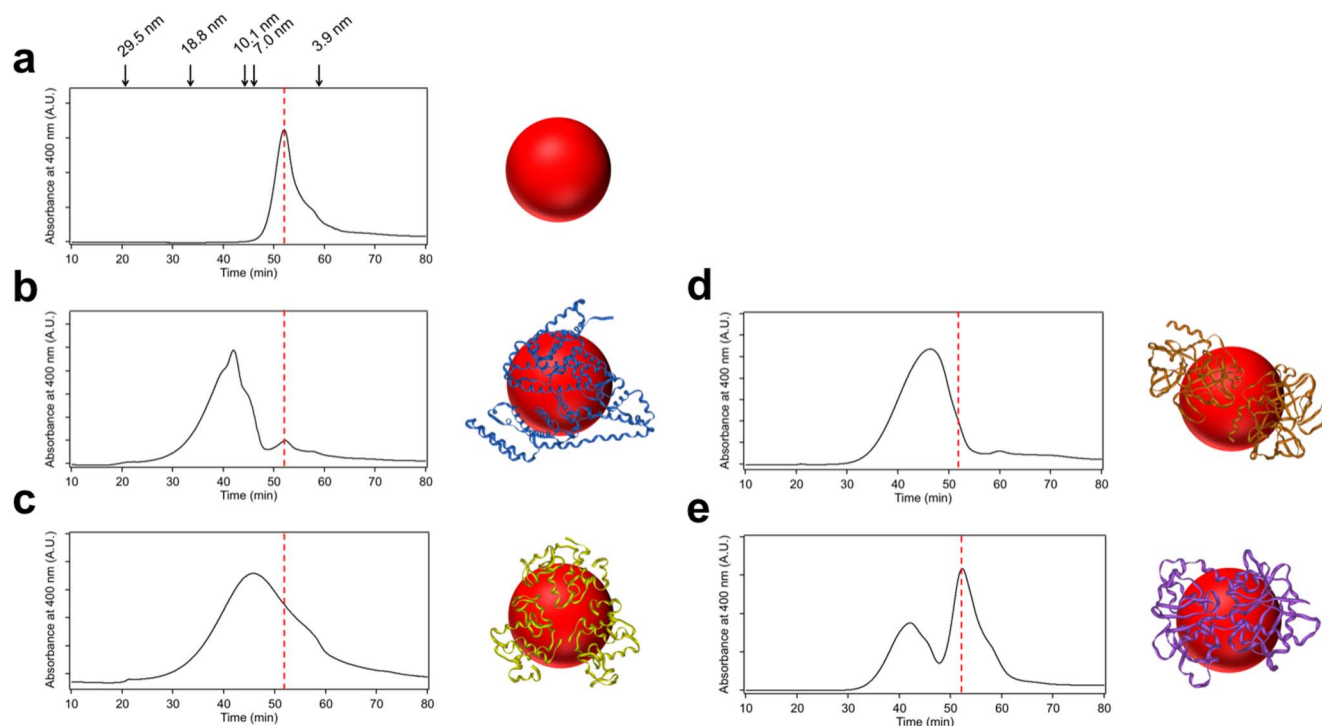 a
29.5 nm
18.8 nm
10.1 nm
7.0 nm
3.9 nm
Absorbance at 400 nm (A.U.)
10 20 30 40 50 60 70 80
Time (min)
b
Absorbance at 400 nm (A.U.)
10 20 30 40 50 60 70 80
Time (min)
c
Absorbance at 400 nm (A.U.)
10 20 30 40 50 60 70 80
Time (min)
d
Absorbance at 400 nm (A.U.)
10 20 30 40 50 60 70 80
Time (min)
e
Absorbance at 400 nm (A.U.)
10 20 30 40 50 60 70 80
Time (min)